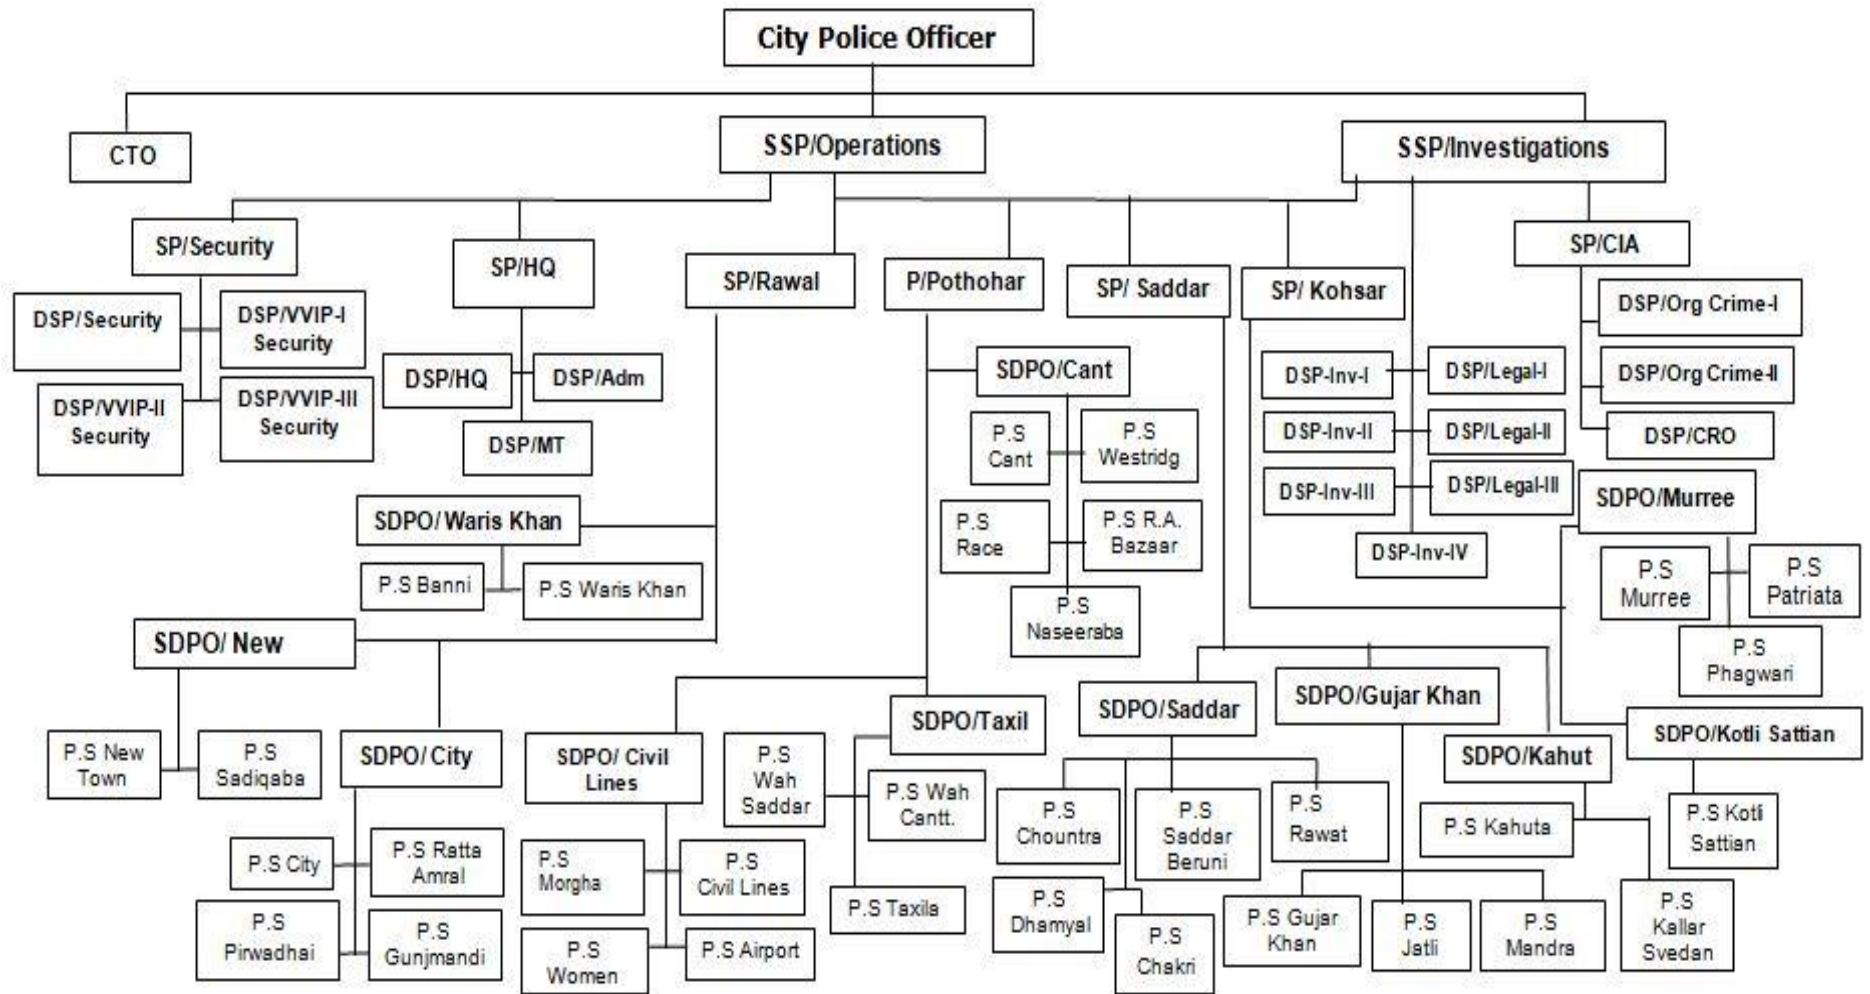 City Police Officer
CTO
SSP/Operations
SSP/Investigations
SP/Security
SP/HQ
SP/Rawal
P/Pothohar
SP/ Saddar
SP/ Kohsar
SP/CIA
DSP/Security
DSP/VVIP-I
Security
DSP/VVIP-II
Security
DSP/VVIP-III
Security
DSP/HQ
DSP/Adm
DSP/MT
SDPO/Cant
P.S
Cant
P.S
Westridg
P.S
Race
P.S R.A.
Bazaar
P.S
Naseeraba
DSP-Inv-I
DSP/Legal-I
DSP-Inv-II
DSP/Legal-II
DSP-Inv-III
DSP/Legal-III
DSP-Inv-IV
DSP/Org Crime-I
DSP/Org Crime-II
DSP/CRO
SDPO/Murree
P.S
Murree
P.S
Patriata
P.S
Phagwari
SDPO/ Waris Khan
P.S Banni
P.S Waris Khan
SDPO/ New
P.S New
Town
P.S
Sadiqaba
SDPO/ City
P.S City
P.S Ratta
Amral
P.S
Pirwadhai
P.S
Gunjmandi
SDPO/ Civil
Lines
P.S
Morgha
P.S
Civil Lines
P.S
Women
P.S Airport
SDPO/Taxil
P.S
Wah
Saddar
P.S Wah
Cantt.
P.S Taxila
SDPO/Saddar
P.S
Chountra
P.S
Saddar
Beruni
P.S
Rawat
P.S
Dhamyal
P.S
Chakri
SDPO/Gujar Khan
P.S Gujar
Khan
P.S
Jatli
P.S
Mandra
SDPO/Kahut
P.S Kahuta
P.S
Kallar
Svedan
SDPO/Kotli Sattian
P.S Kotli
Sattian